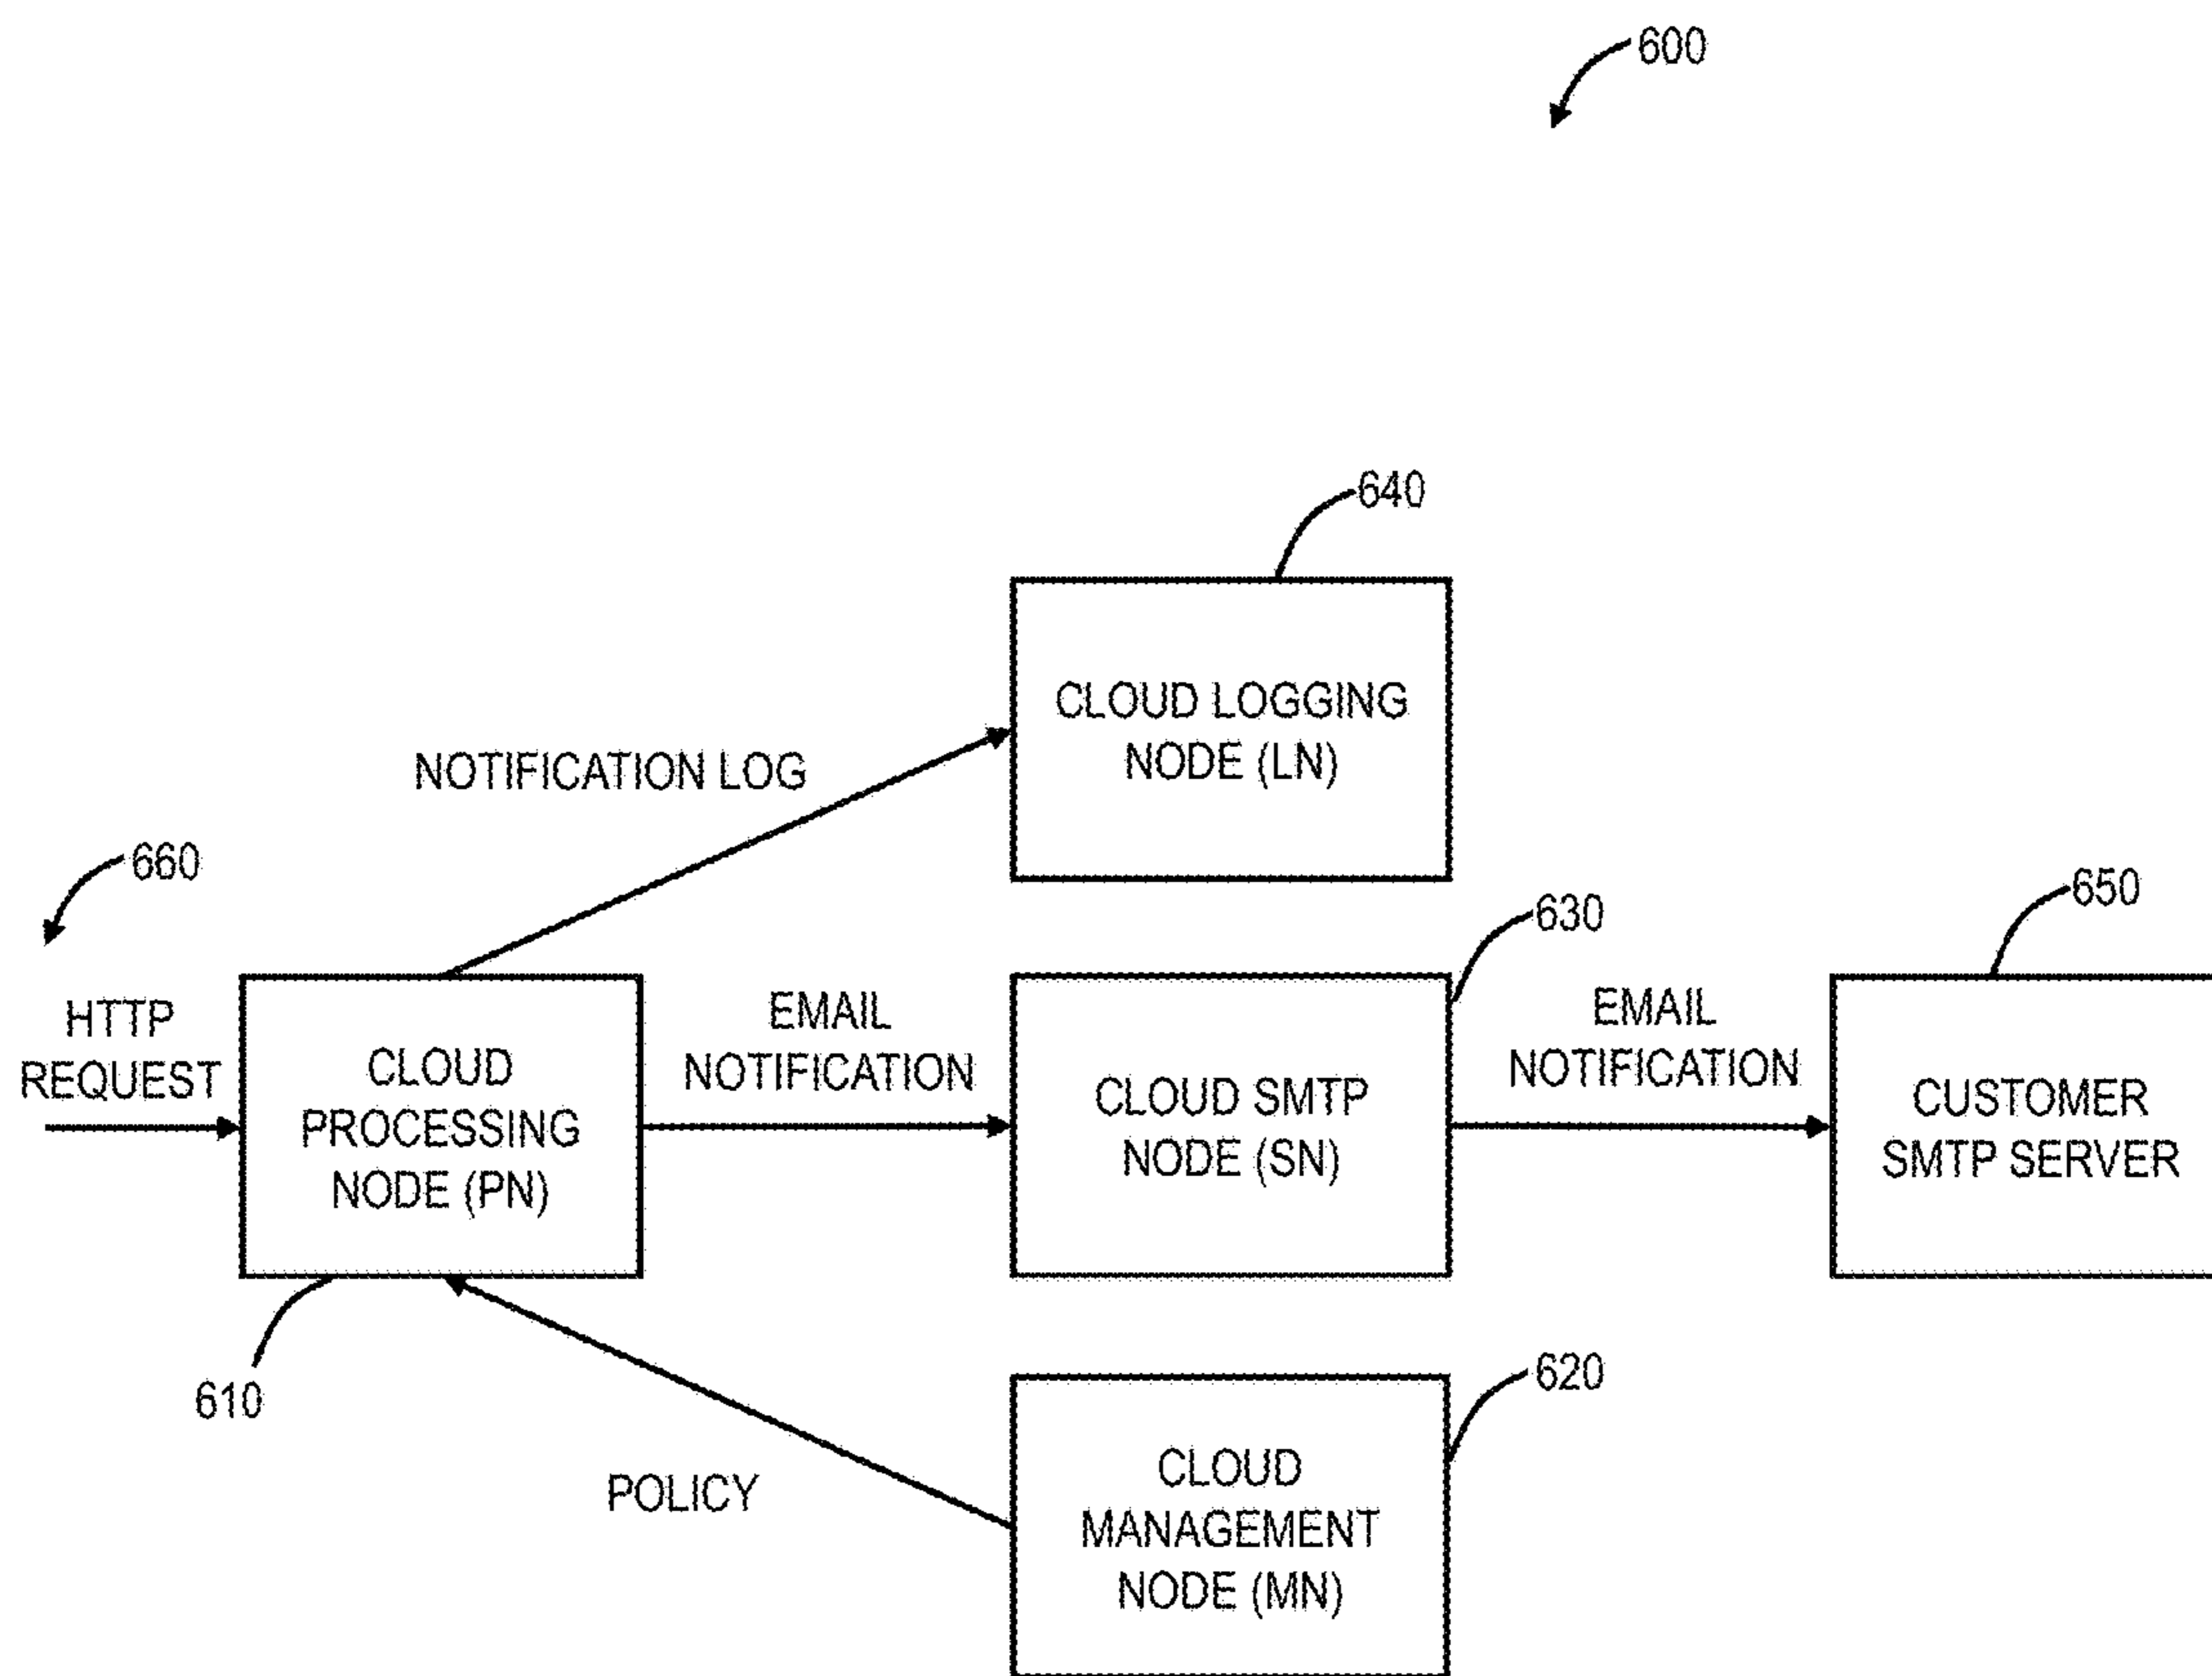 600
640
CLOUD LOGGING
NODE (LN)
NOTIFICATION LOG
660
HTTP
REQUEST
CLOUD
PROCESSING
NODE (PN)
610
EMAIL
NOTIFICATION
630
CLOUD SMTP
NODE (SN)
EMAIL
NOTIFICATION
650
CUSTOMER
SMTP SERVER
POLICY
620
CLOUD
MANAGEMENT
NODE (MN)